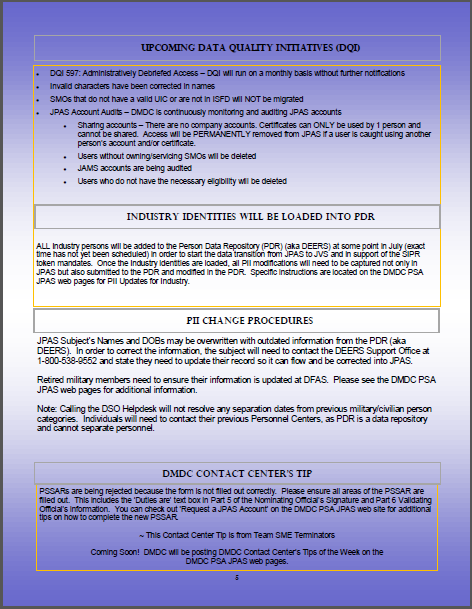 UPCOMING DATA QUALITY INITIATIVES (DQI)
• DQI 597: Administratively Debriefed Access – DQI will run on a monthly basis without further notifications
• Invalid characters have been corrected in names
• SMOs that do not have a valid UIC or are not in ISFD will NOT be migrated
• JPAS Account Audits – DMDC is continuously monitoring and auditing JPAS accounts
• Sharing accounts – There are no company accounts. Certificates can ONLY be used by 1 person and
cannot be shared. Access will be PERMANENTLY removed from JPAS if a user is caught using another
person's account and/or certificate.
• Users without owning/servicing SMOs will be deleted
• JAMS accounts are being audited
• Users who do not have the necessary eligibility will be deleted
INDUSTRY IDENTITIES WILL BE LOADED INTO PDR
ALL Industry persons will be added to the Person Data Repository (PDR) (aka DEERS) at some point in July (exact
time has not yet been scheduled) in order to start the data transition from JPAS to JVS and in support of the SIPR
token mandates. Once the Industry identities are loaded, all PII modifications will need to be captured not only in
JPAS but also submitted to the PDR and modified in the PDR. Specific instructions are located on the DMDC PSA
JPAS web pages for PII Updates for Industry.
PII CHANGE PROCEDURES
JPAS Subject's Names and DOBs may be overwritten with outdated information from the PDR (aka
DEERS). In order to correct the information, the subject will need to contact the DEERS Support Office at
1-800-538-9552 and state they need to update their record so it can flow and be corrected into JPAS.
Retired military members need to ensure their information is updated at DFAS. Please see the DMDC PSA
JPAS web pages for additional information.
Note: Calling the DSO Helpdesk will not resolve any separation dates from previous military/civilian person
categories. Individuals will need to contact their previous Personnel Centers, as PDR is a data repository
and cannot separate personnel.
DMDC CONTACT CENTER'S TIP
PSSARs are being rejected because the form is not filled out correctly. Please ensure all areas of the PSSAR are
filled out. This includes the 'Duties are' text box in Part 5 of the Nominating Official's Signature and Part 6 Validating
Official's Information. You can check out 'Request a JPAS Account' on the DMDC PSA JPAS web site for additional
tips on how to complete the new PSSAR.
~ This Contact Center Tip is from Team SME Terminators
Coming Soon! DMDC will be posting DMDC Contact Center's Tips of the Week on the
DMDC PSA JPAS web pages.
5